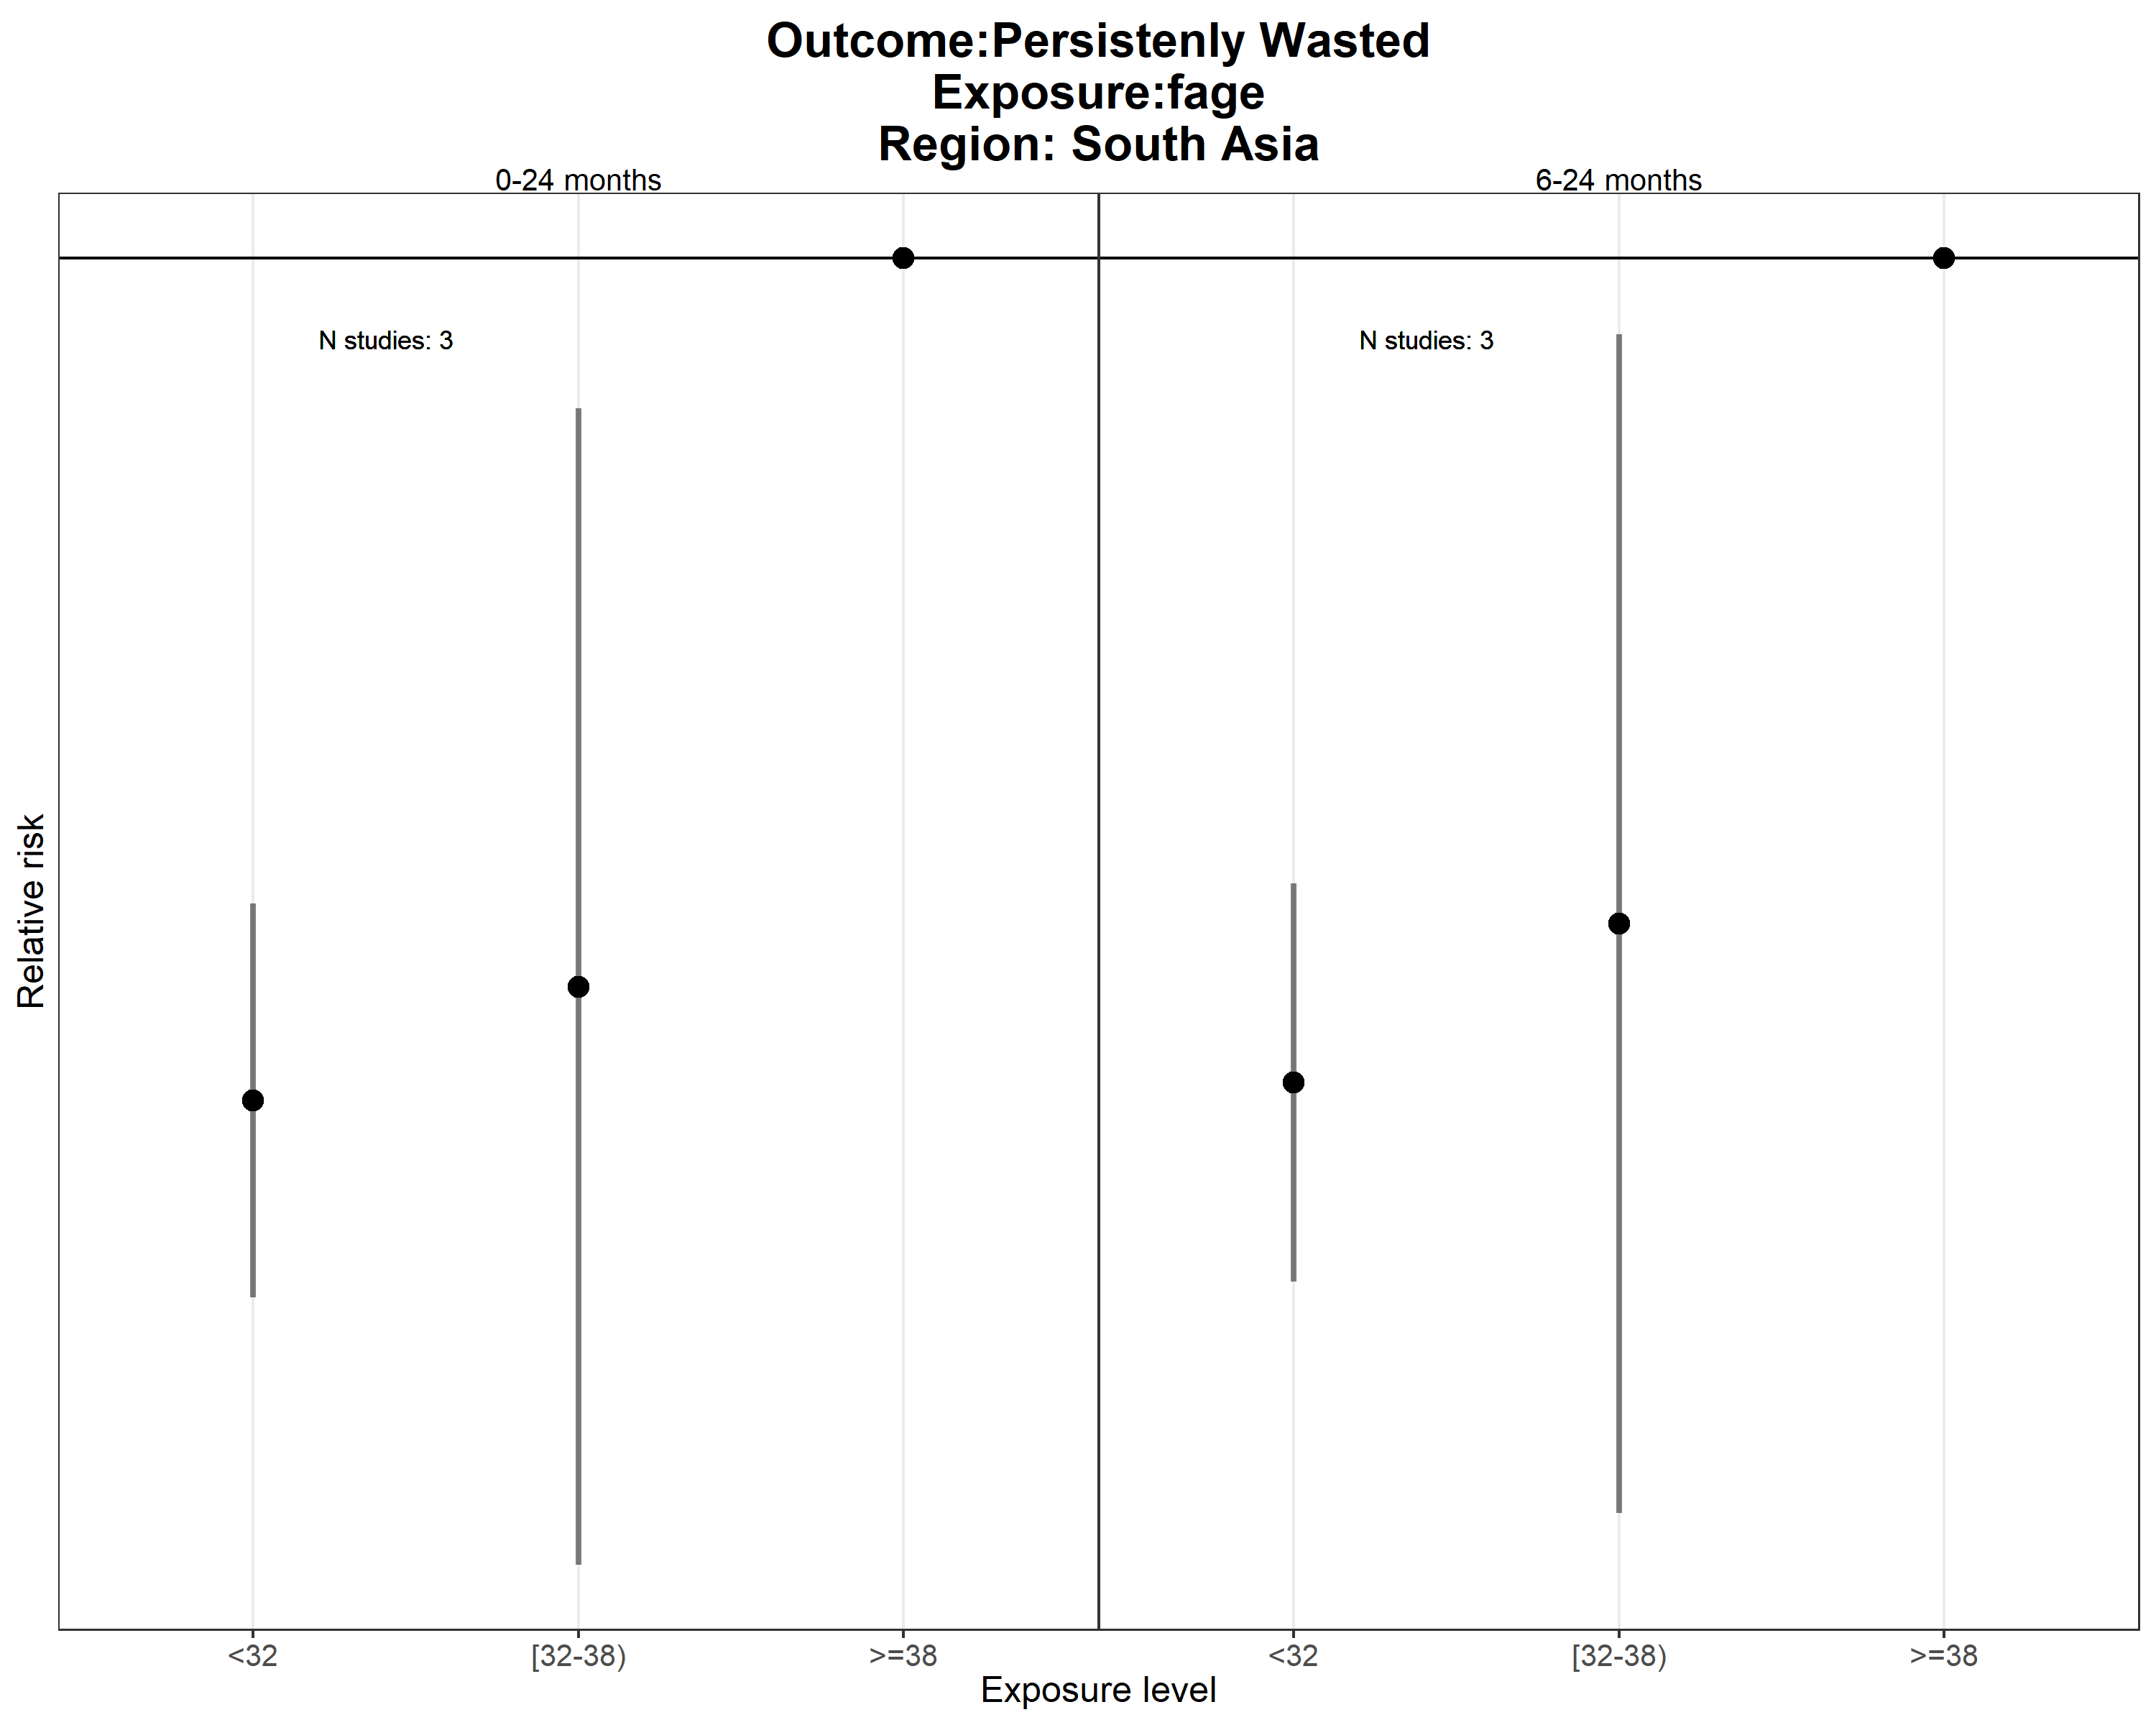 Outcome:Persistenly Wasted
Exposure:fage
Region: South Asia
0-24 months
6-24 months
N studies: 3
N studies: 3
Relative risk
<32
[32-38)
>=38
<32
[32-38)
>=38
Exposure level